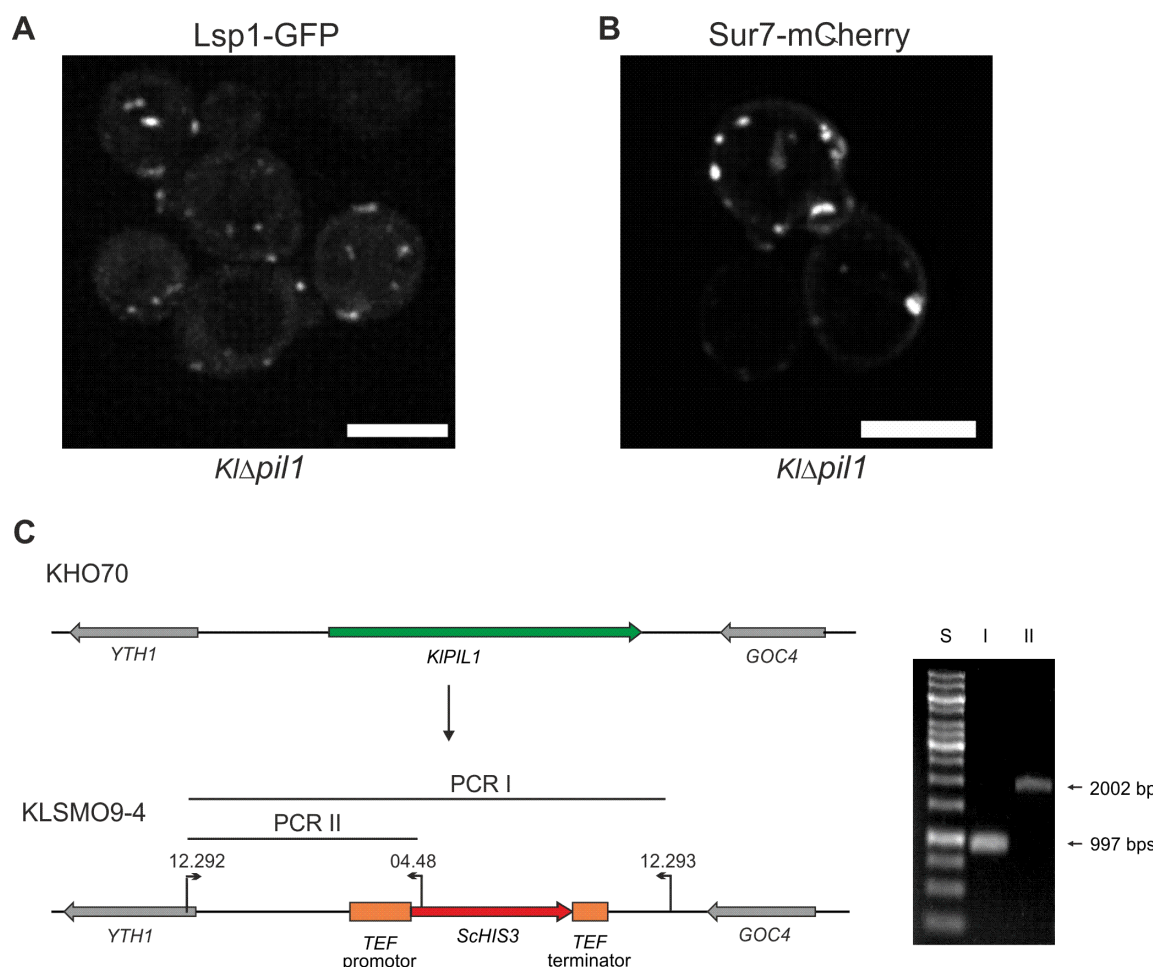 A
Lsp1-GFP
KlΔpil1
B
Sur7-mCherry
KlΔpil1
C
KHO70
YTH1
KlPIL1
GOC4
PCR I
KLSMO9-4
PCR II
12.292
04.48
12.293
YTH1
TEF
promotor
ScHIS3
TEF
terminator
GOC4
S I II
← 2002 bp
← 997 bps